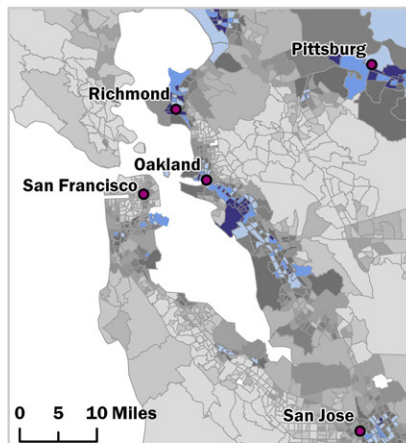 Pittsburg
Richmond
Oakland
San Francisco
San Jose
0 5 10 Miles